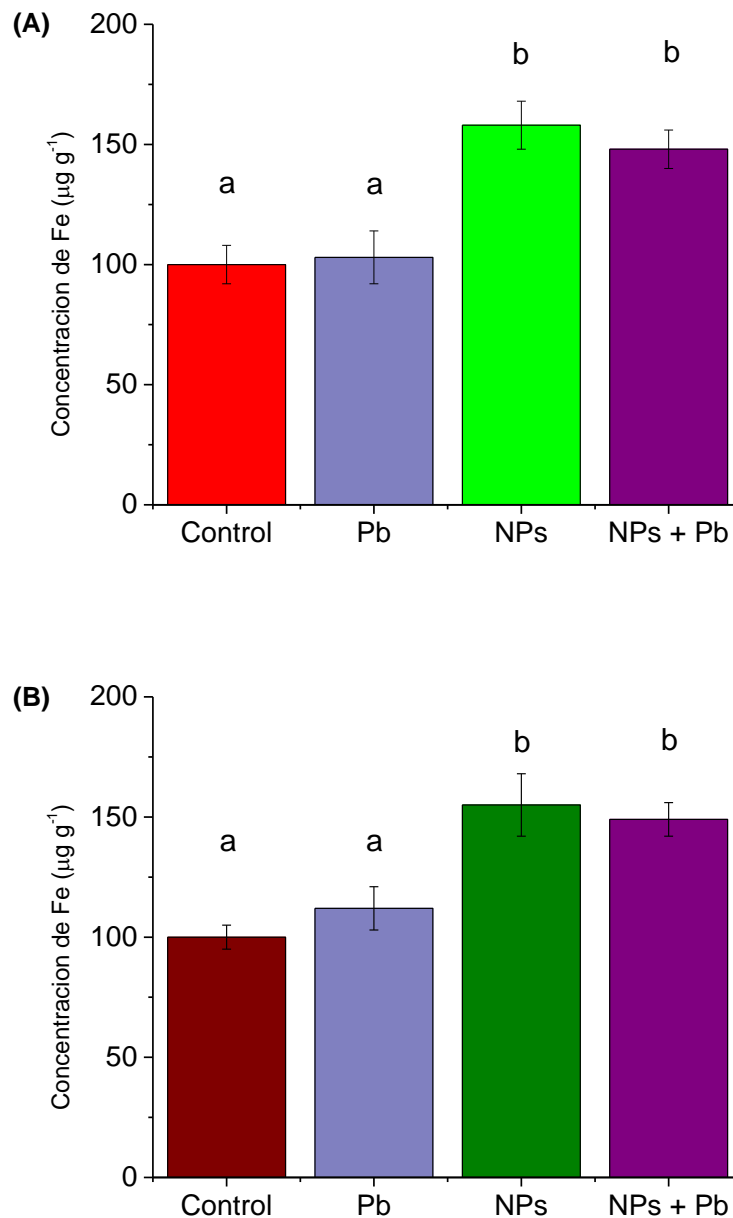 (A)
200
150
100
50
0
Concentracion de Fe (µg g⁻¹)
a
a
b
b
Control
Pb
NPs
NPs + Pb
(B)
200
150
100
50
0
Concentracion de Fe (µg g⁻¹)
a
a
b
b
Control
Pb
NPs
NPs + Pb